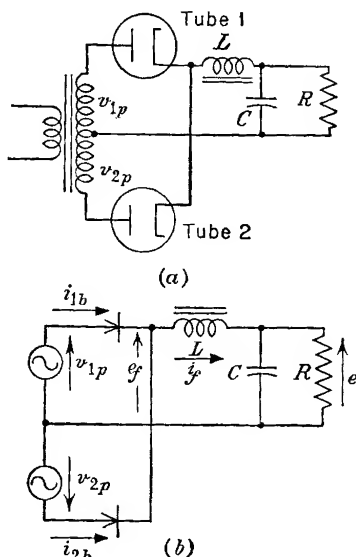 Tube 1
L
v1p
C
R
v2p
Tube 2
(a)
i1b
v1p
ef
L
if
C
R
e
v2p
i2b
(b)